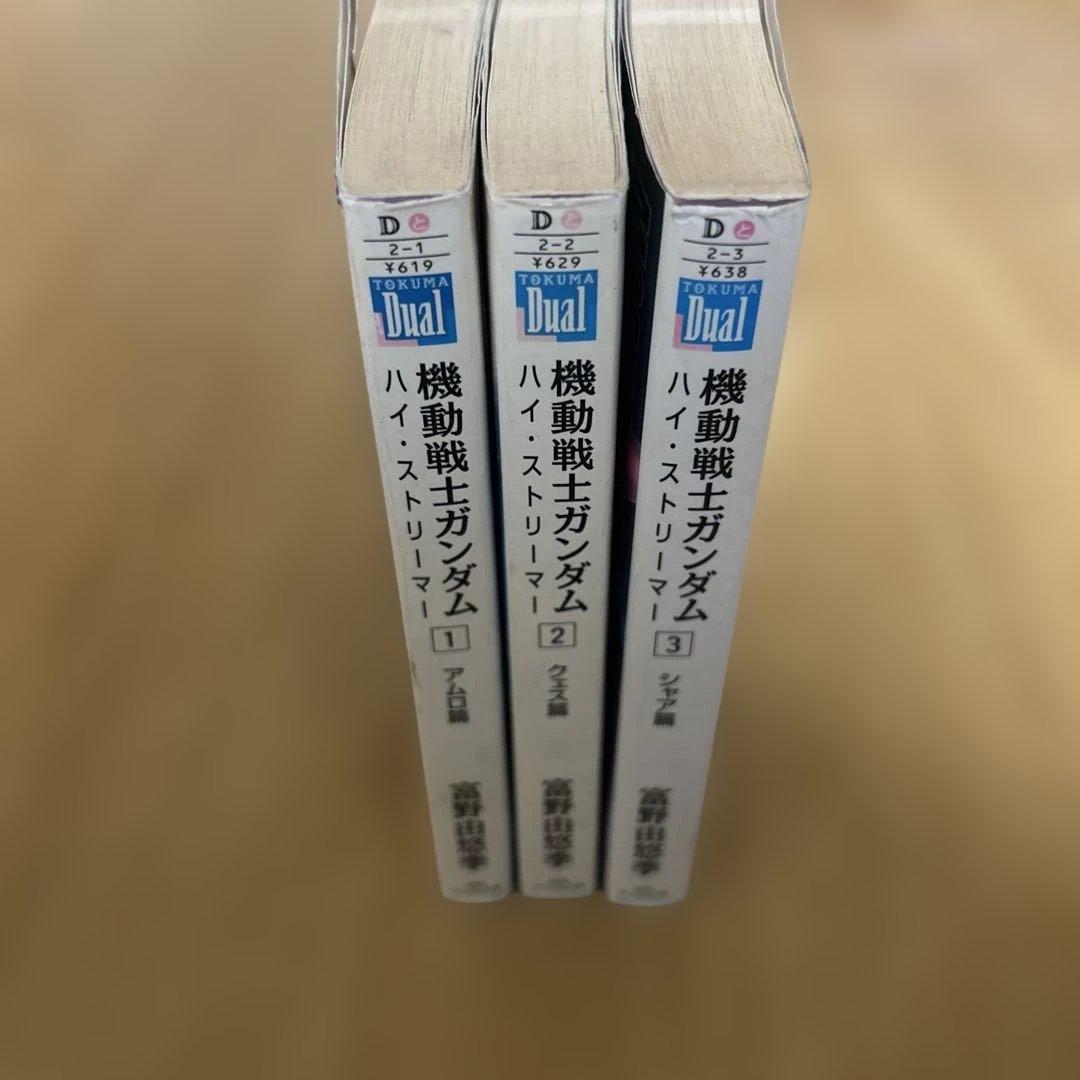 D と
2-1
¥619
TOKUMA
Dual
機動戦士ガンダム
ハイ・ストリーマー
1
アムロ篇
富野由悠季
D と
2-2
¥629
TOKUMA
Dual
機動戦士ガンダム
ハイ・ストリーマー
2
クェス篇
富野由悠季
D と
2-3
¥638
TOKUMA
Dual
機動戦士ガンダム
ハイ・ストリーマー
3
シャア篇
富野由悠季